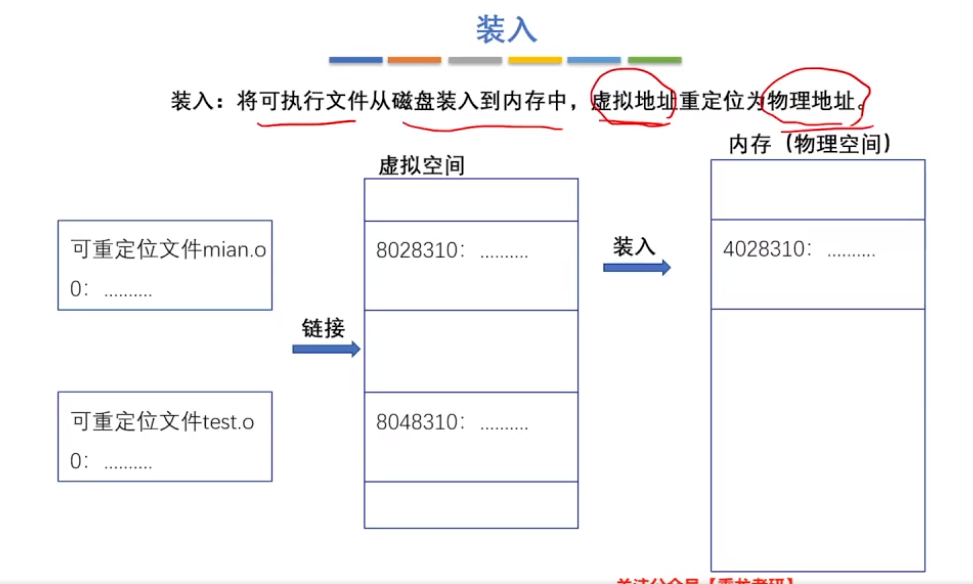 装入
装入：将可执行文件从磁盘装入到内存中，虚拟地址重定位为物理地址。
内存（物理空间）
虚拟空间
可重定位文件mian.o
0：..........
8028310：..........
装入
4028310：..........
链接
可重定位文件test.o
0：..........
8048310：..........